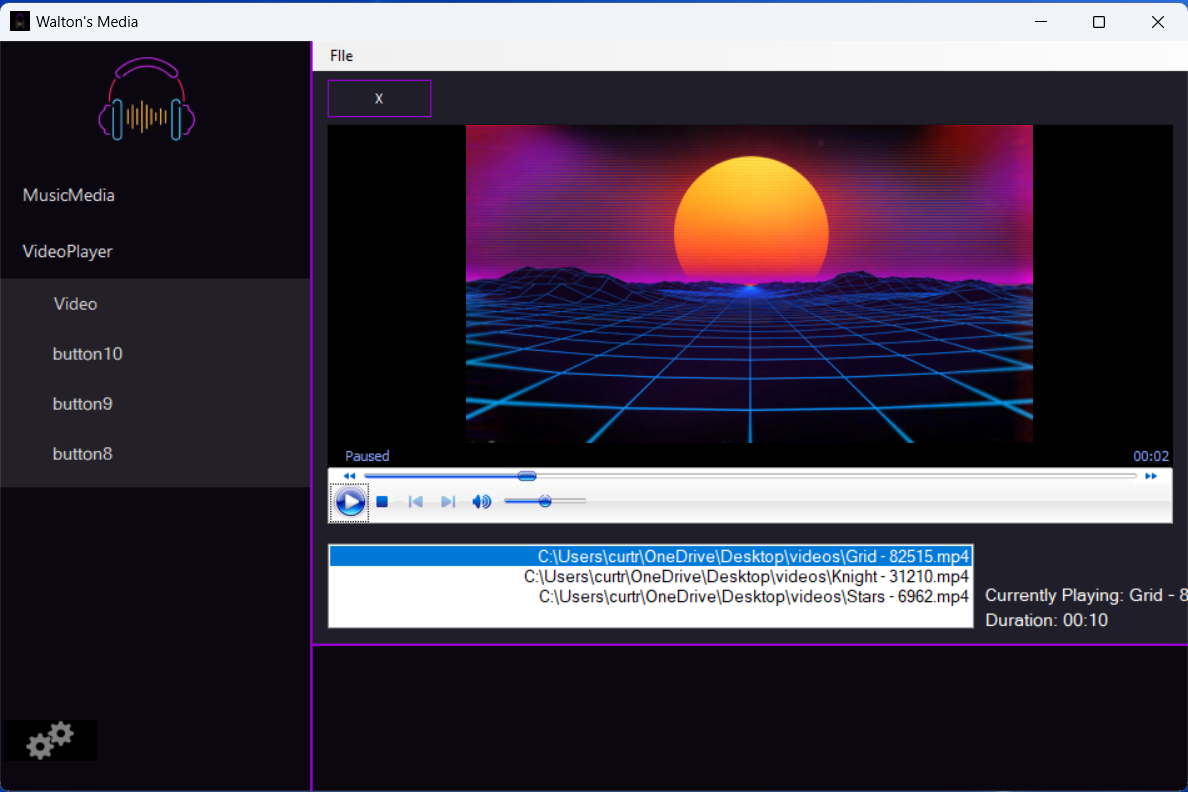 Walton's Media
FIle
X
MusicMedia
VideoPlayer
Video
button10
button9
button8
Paused
00:02
C:\Users\curtr\OneDrive\Desktop\videos\Grid - 82515.mp4
C:\Users\curtr\OneDrive\Desktop\videos\Knight - 31210.mp4
C:\Users\curtr\OneDrive\Desktop\videos\Stars - 6962.mp4
Currently Playing: Grid - 8
Duration: 00:10